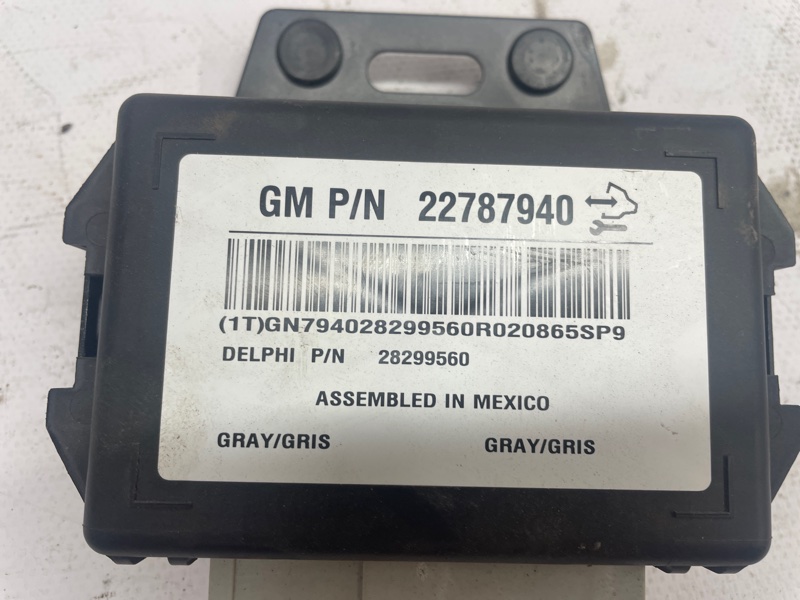 GM P/N 22787940
(1T)GN794028299560R020865SP9
DELPHI P/N 28299560
ASSEMBLED IN MEXICO
GRAY/GRIS GRAY/GRIS